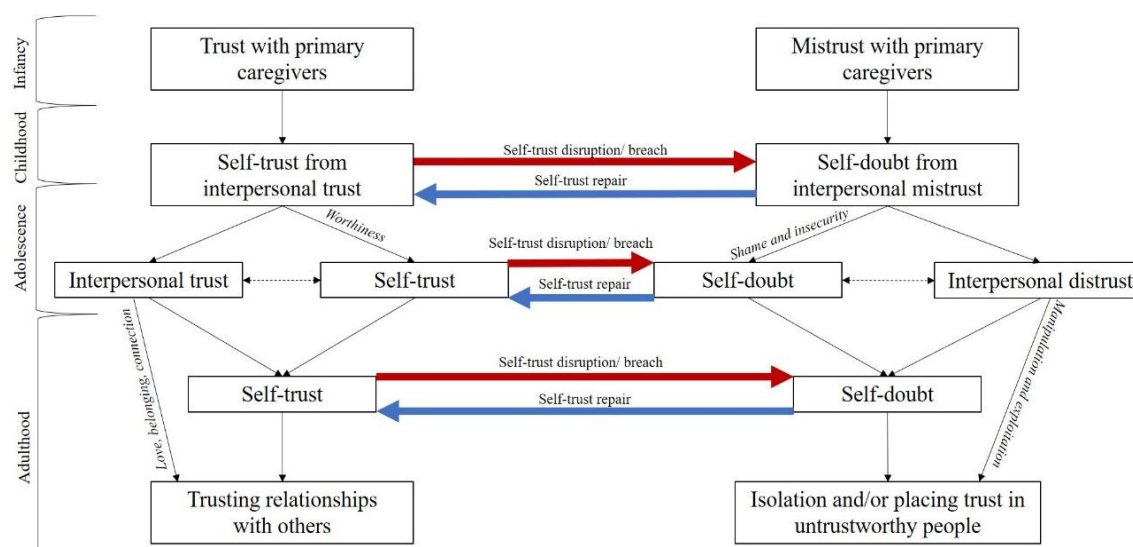 Infancy
Trust with primary
caregivers
Mistrust with primary
caregivers
Childhood
Self-trust from
interpersonal trust
Self-trust disruption/ breach
Self-trust repair
Self-doubt from
interpersonal mistrust
Adolescence
Worthiness
Shame and insecurity
Interpersonal trust
Self-trust
Self-trust disruption/ breach
Self-trust repair
Self-doubt
Interpersonal distrust
Adulthood
Love, belonging, connection
Manipulation and exploitation
Self-trust
Self-trust disruption/ breach
Self-trust repair
Self-doubt
Trusting relationships
with others
Isolation and/or placing trust in
untrustworthy people